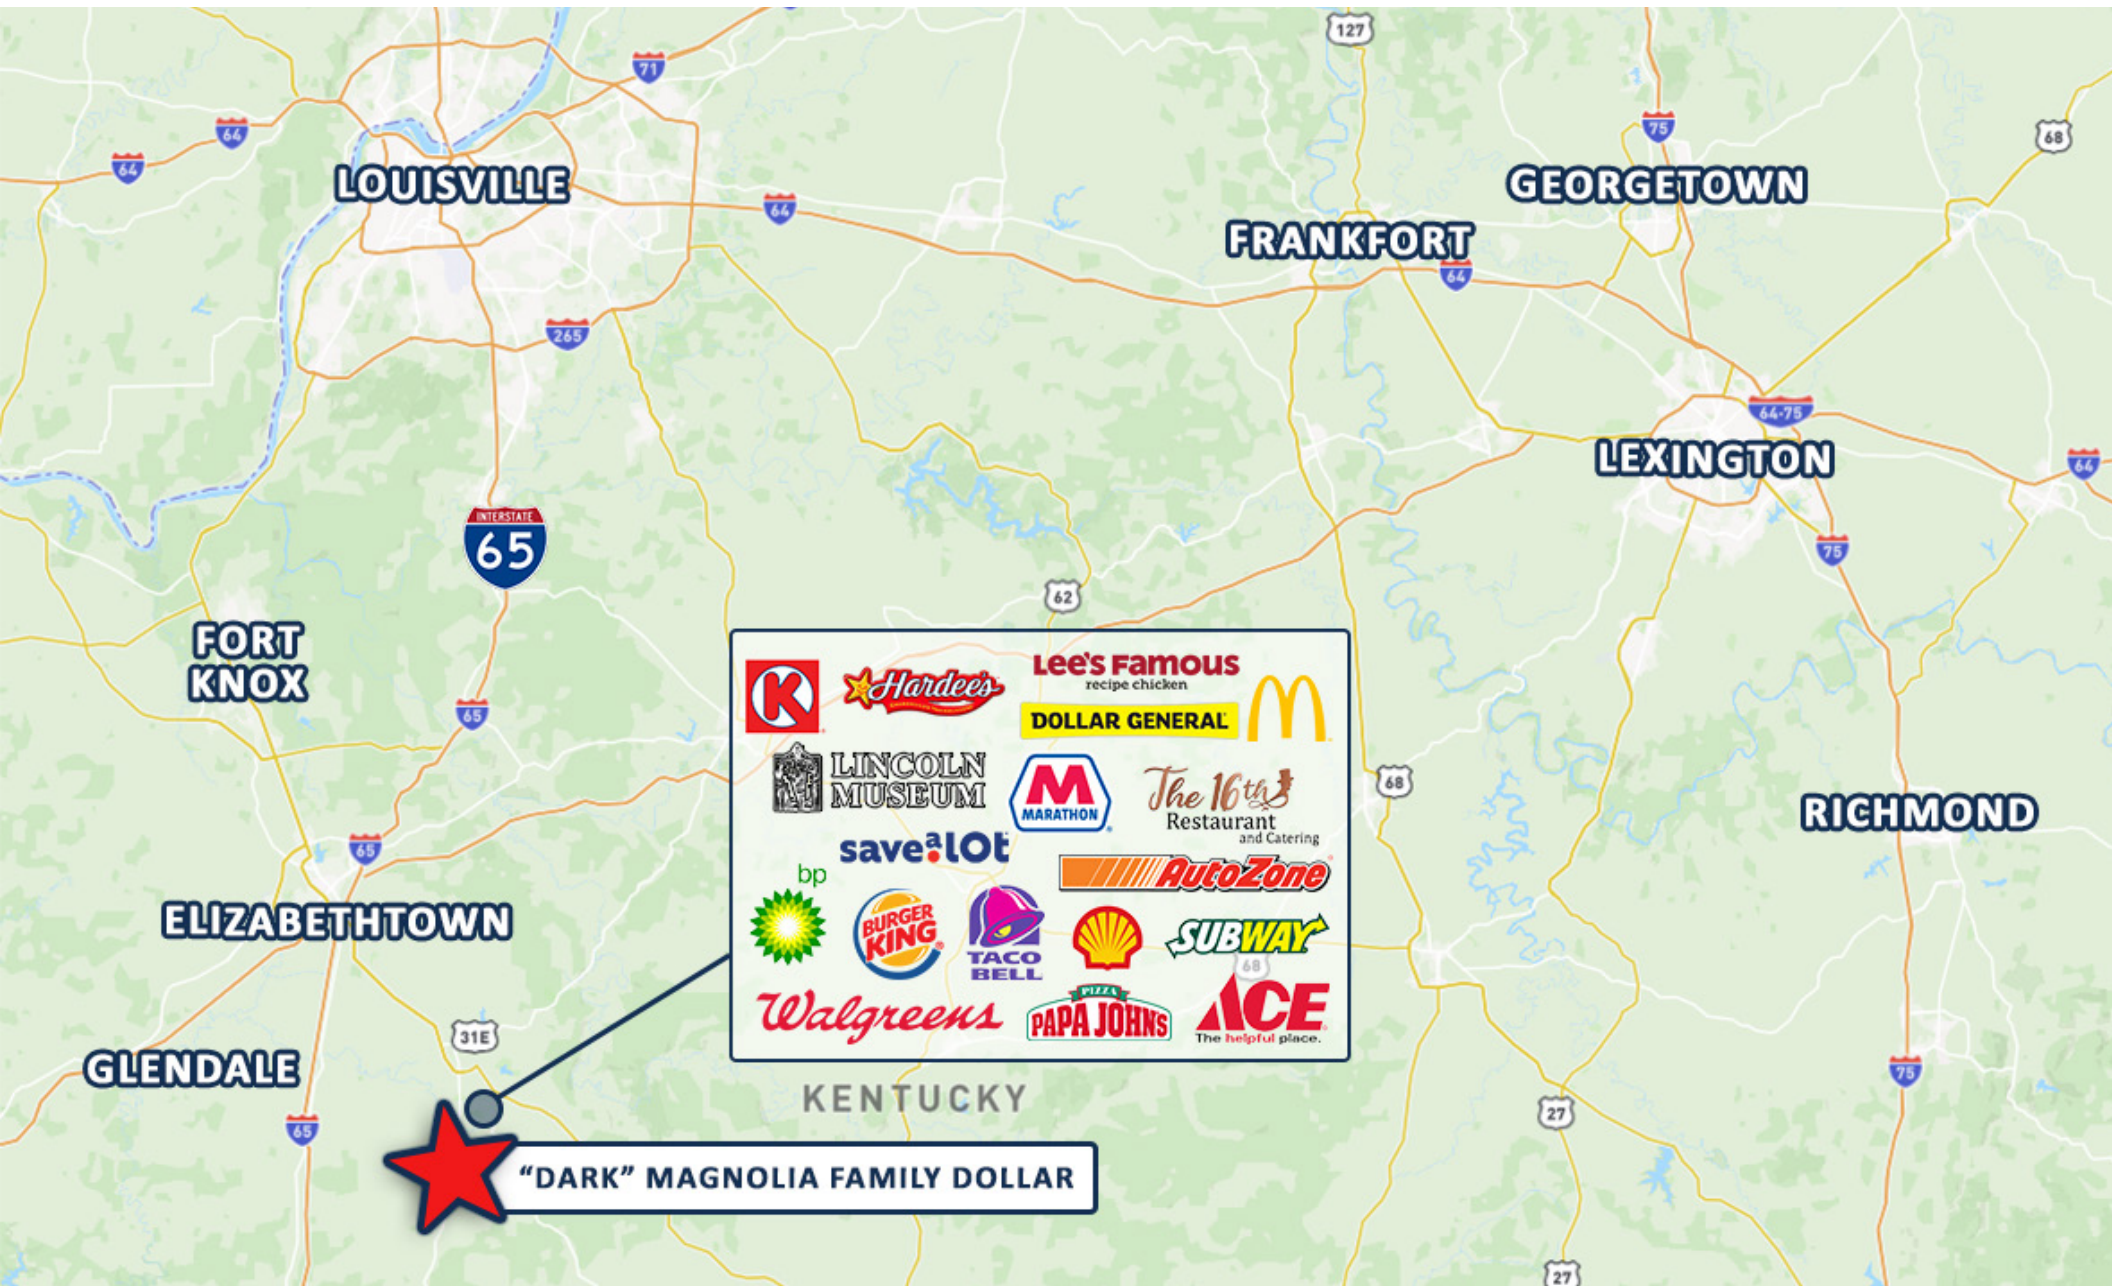 127
71
75
68
64
64
LOUISVILLE
GEORGETOWN
64
FRANKFORT
64
265
64-75
LEXINGTON
64
INTERSTATE
65
75
62
FORT
KNOX
65
K
Hardee's
Lee's Famous
recipe chicken
DOLLAR GENERAL
M
LINCOLN
MUSEUM
M
MARATHON
The 16th
Restaurant
and Catering
68
RICHMOND
save a lot
65
AutoZone
bp
BURGER
KING
TACO
BELL
SUBWAY
68
ELIZABETHTOWN
Walgreens
PIZZA
PAPA JOHN'S
ACE
The helpful place.
31E
GLENDALE
75
KENTUCKY
27
65
"DARK" MAGNOLIA FAMILY DOLLAR
27